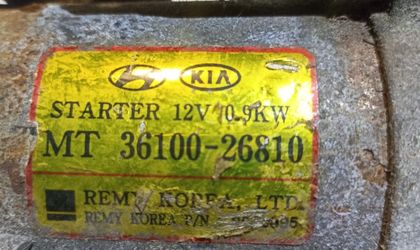 KIA
STARTER 12V 0.9KW
MT 36100-26810
REMY KOREA, LTD.
REMY KOREA P/N